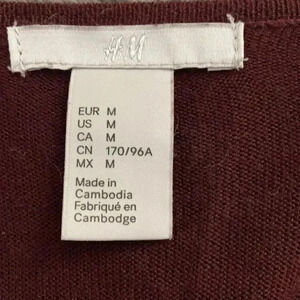 H&M
EUR M
US M
CA M
CN 170/96A
MX M
Made in
Cambodia
Fabriqué en
Cambodge